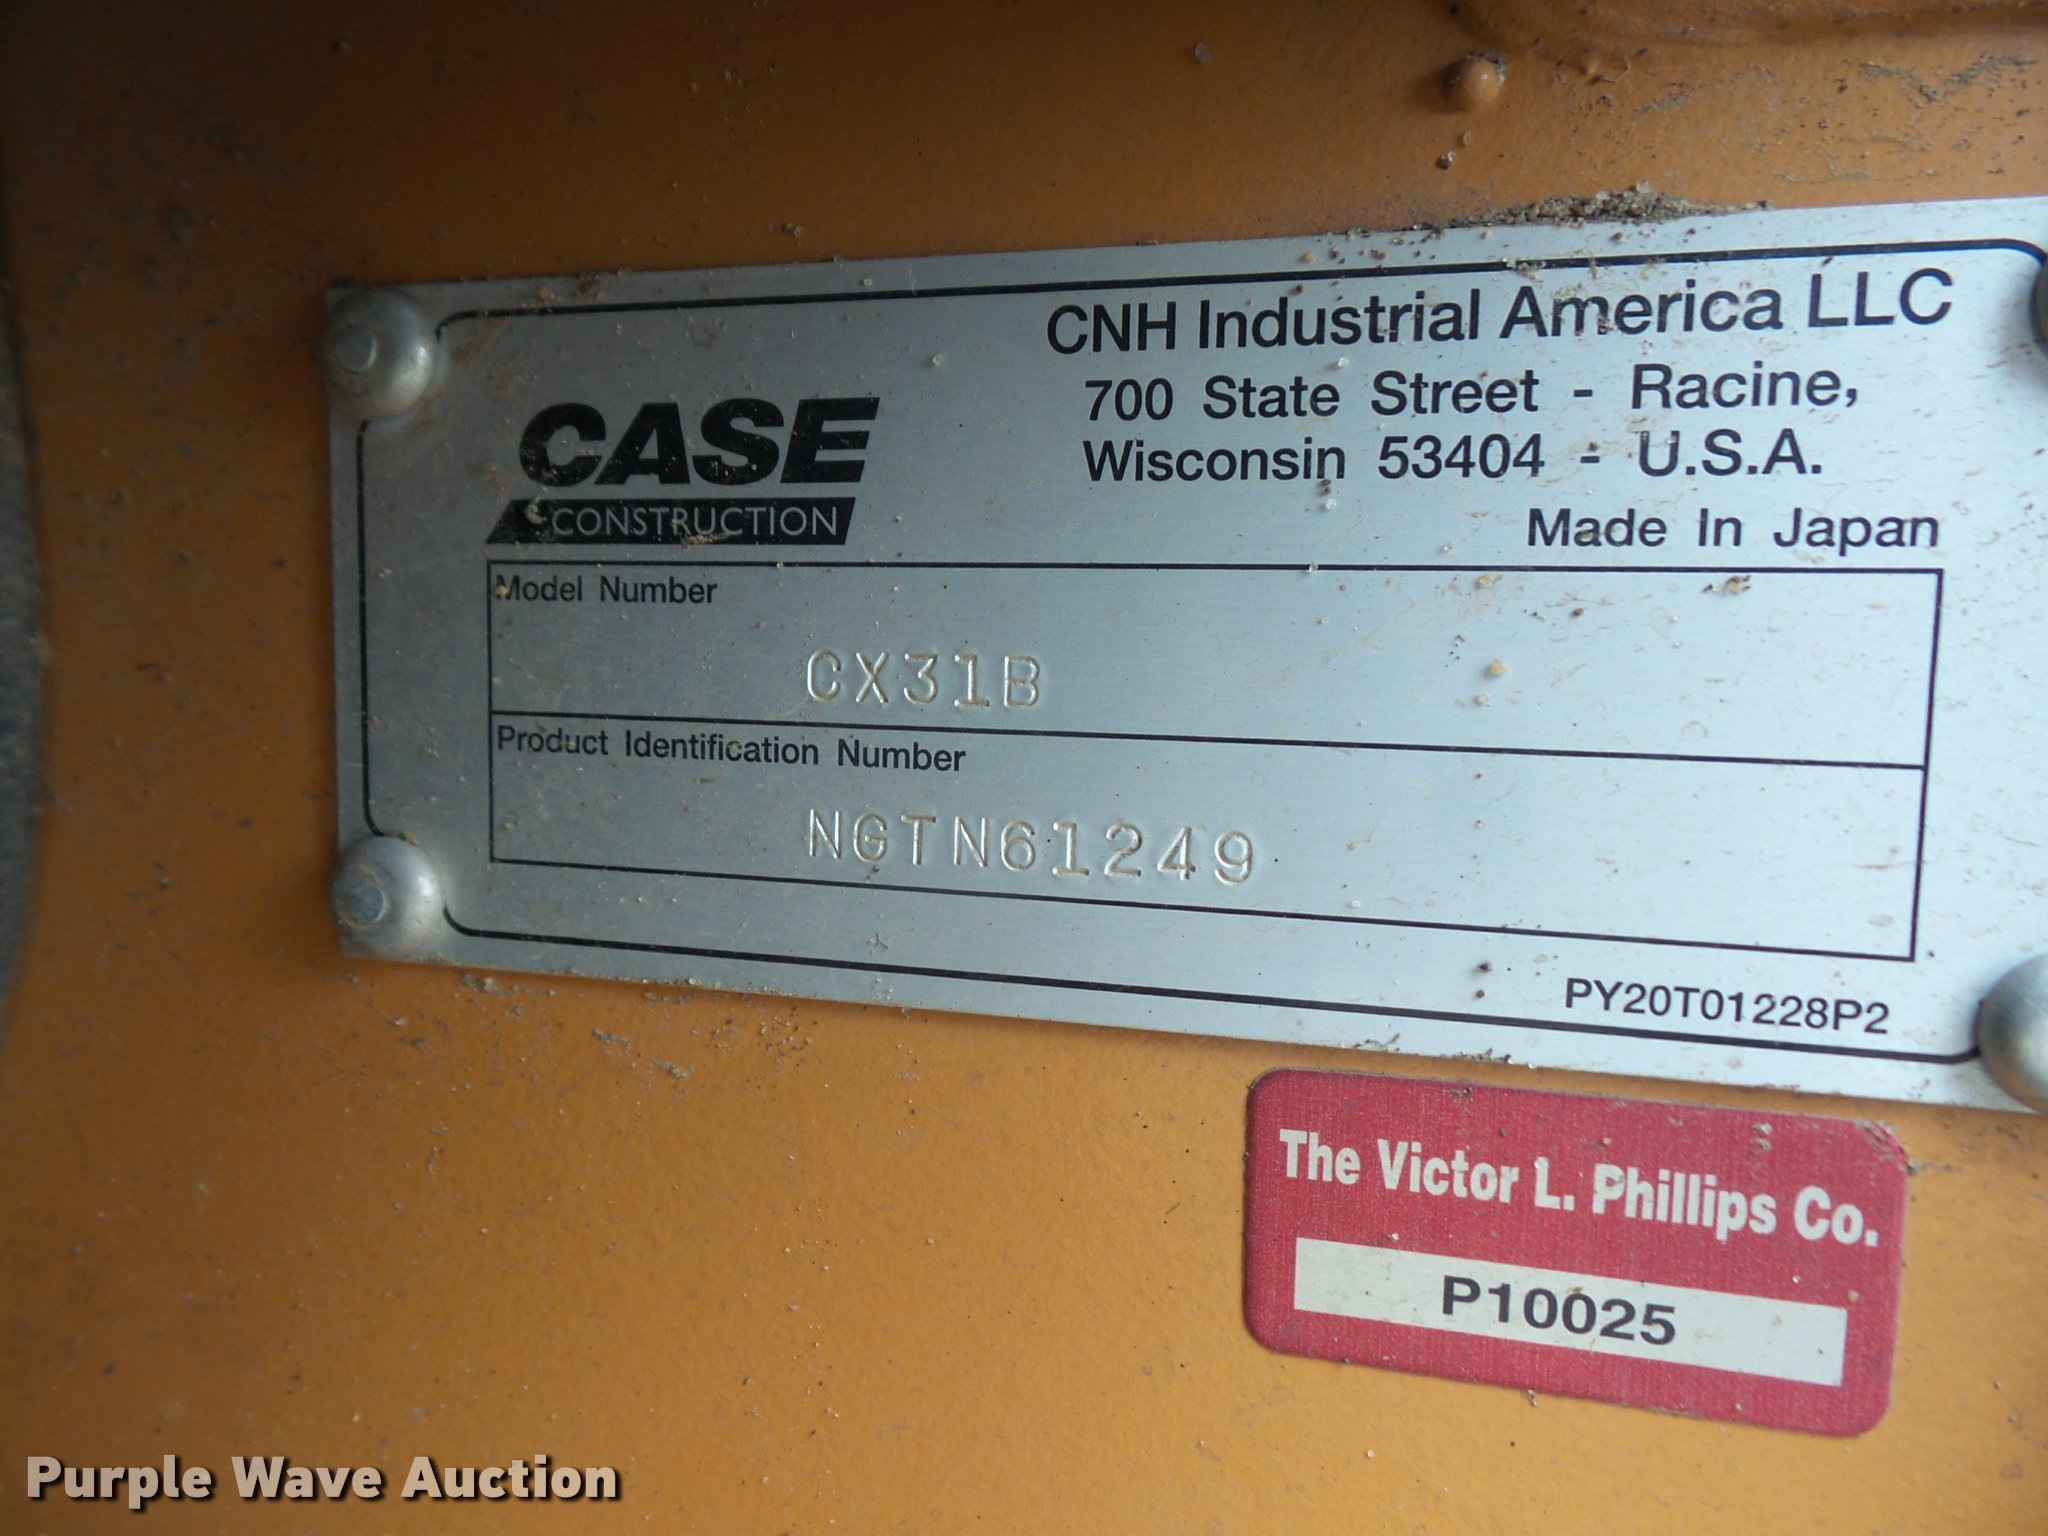 CNH Industrial America LLC
700 State Street - Racine,
Wisconsin 53404 - U.S.A.
Made In Japan
CASE
CONSTRUCTION
Model Number
CX31B
Product Identification Number
NGTN61249
PY20T01228P2
The Victor L. Phillips Co.
P10025
Purple Wave Auction